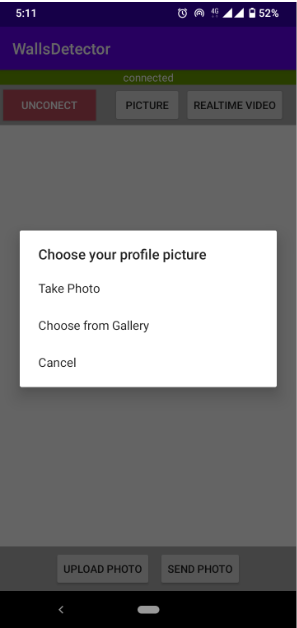 5:11 4G 52%
WallsDetector
connected
UNCONECT PICTURE REALTIME VIDEO
Choose your profile picture
Take Photo
Choose from Gallery
Cancel
UPLOAD PHOTO SEND PHOTO